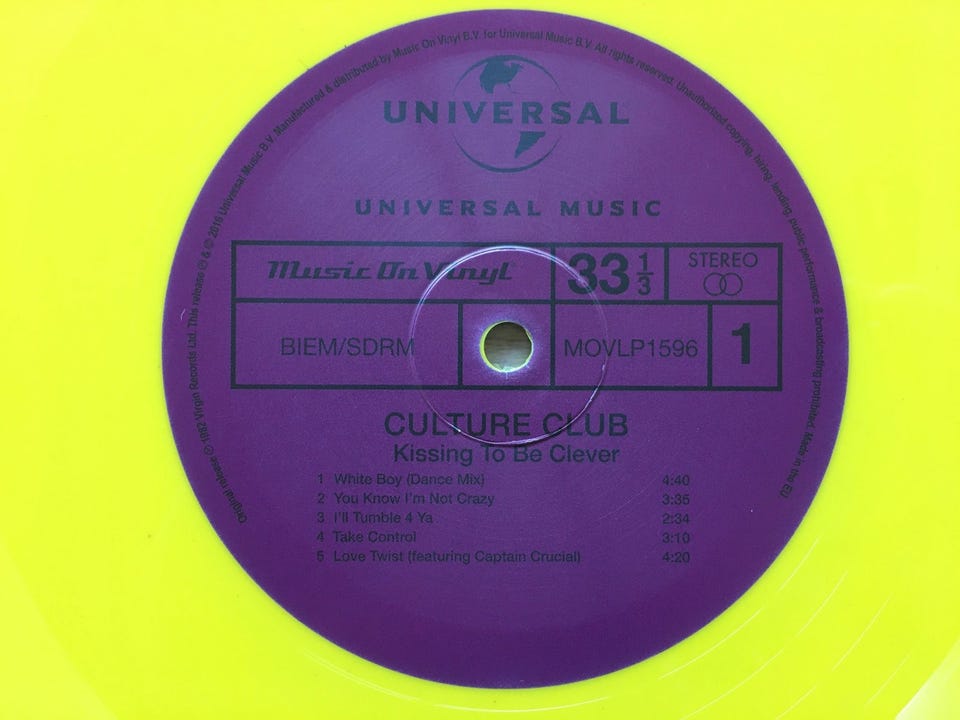 Original release ℗ 1982 Virgin Records Ltd. This release ℗ & © 2016 Universal Music B.V. Manufactured & distributed by Music On Vinyl B.V. for Universal Music B.V. All rights reserved. Unauthorized copying, hiring, lending, public performance & broadcasting prohibited. Made in the EU
UNIVERSAL
UNIVERSAL MUSIC
Music On Vinyl 33 1/3 STEREO
BIEM/SDRM MOVLP1596 1
CULTURE CLUB
Kissing To Be Clever
1 White Boy (Dance Mix) 4:40
2 You Know I'm Not Crazy 3:35
3 I'll Tumble 4 Ya 2:34
4 Take Control 3:10
5 Love Twist (featuring Captain Crucial) 4:20